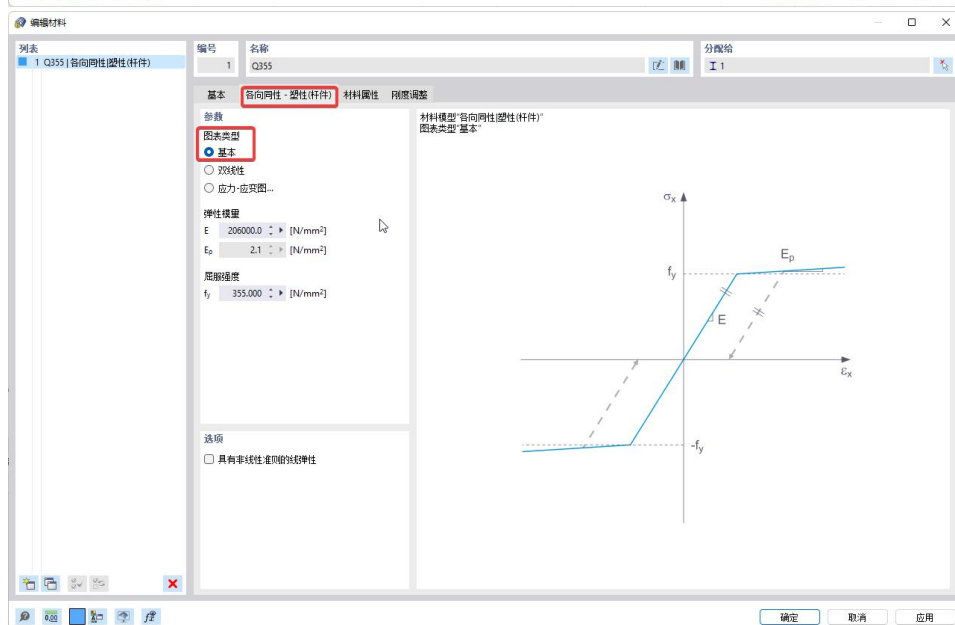 编辑材料
列表
1 Q355 | 各向同性|塑性(杆件)
编号
1
名称
Q355
分配给
1
基本
各向同性 - 塑性(杆件)
材料属性
刚度调整
参数
图表类型
基本
双线性
应力-应变图...
弹性模量
E 206000.0 [N/mm²]
Eₚ 2.1 [N/mm²]
屈服强度
fᵧ 355.000 [N/mm²]
选项
具有非线性准则的线弹性
材料模型"各向同性|塑性(杆件)"
图表类型"基本"
σₓ
fᵧ
Eₚ
E
εₓ
-fᵧ
0,00
确定
取消
应用